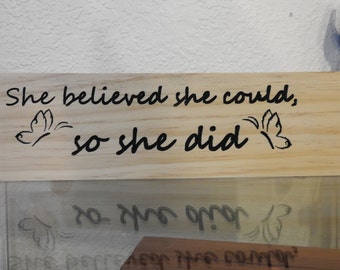 She believed she could,
so she did